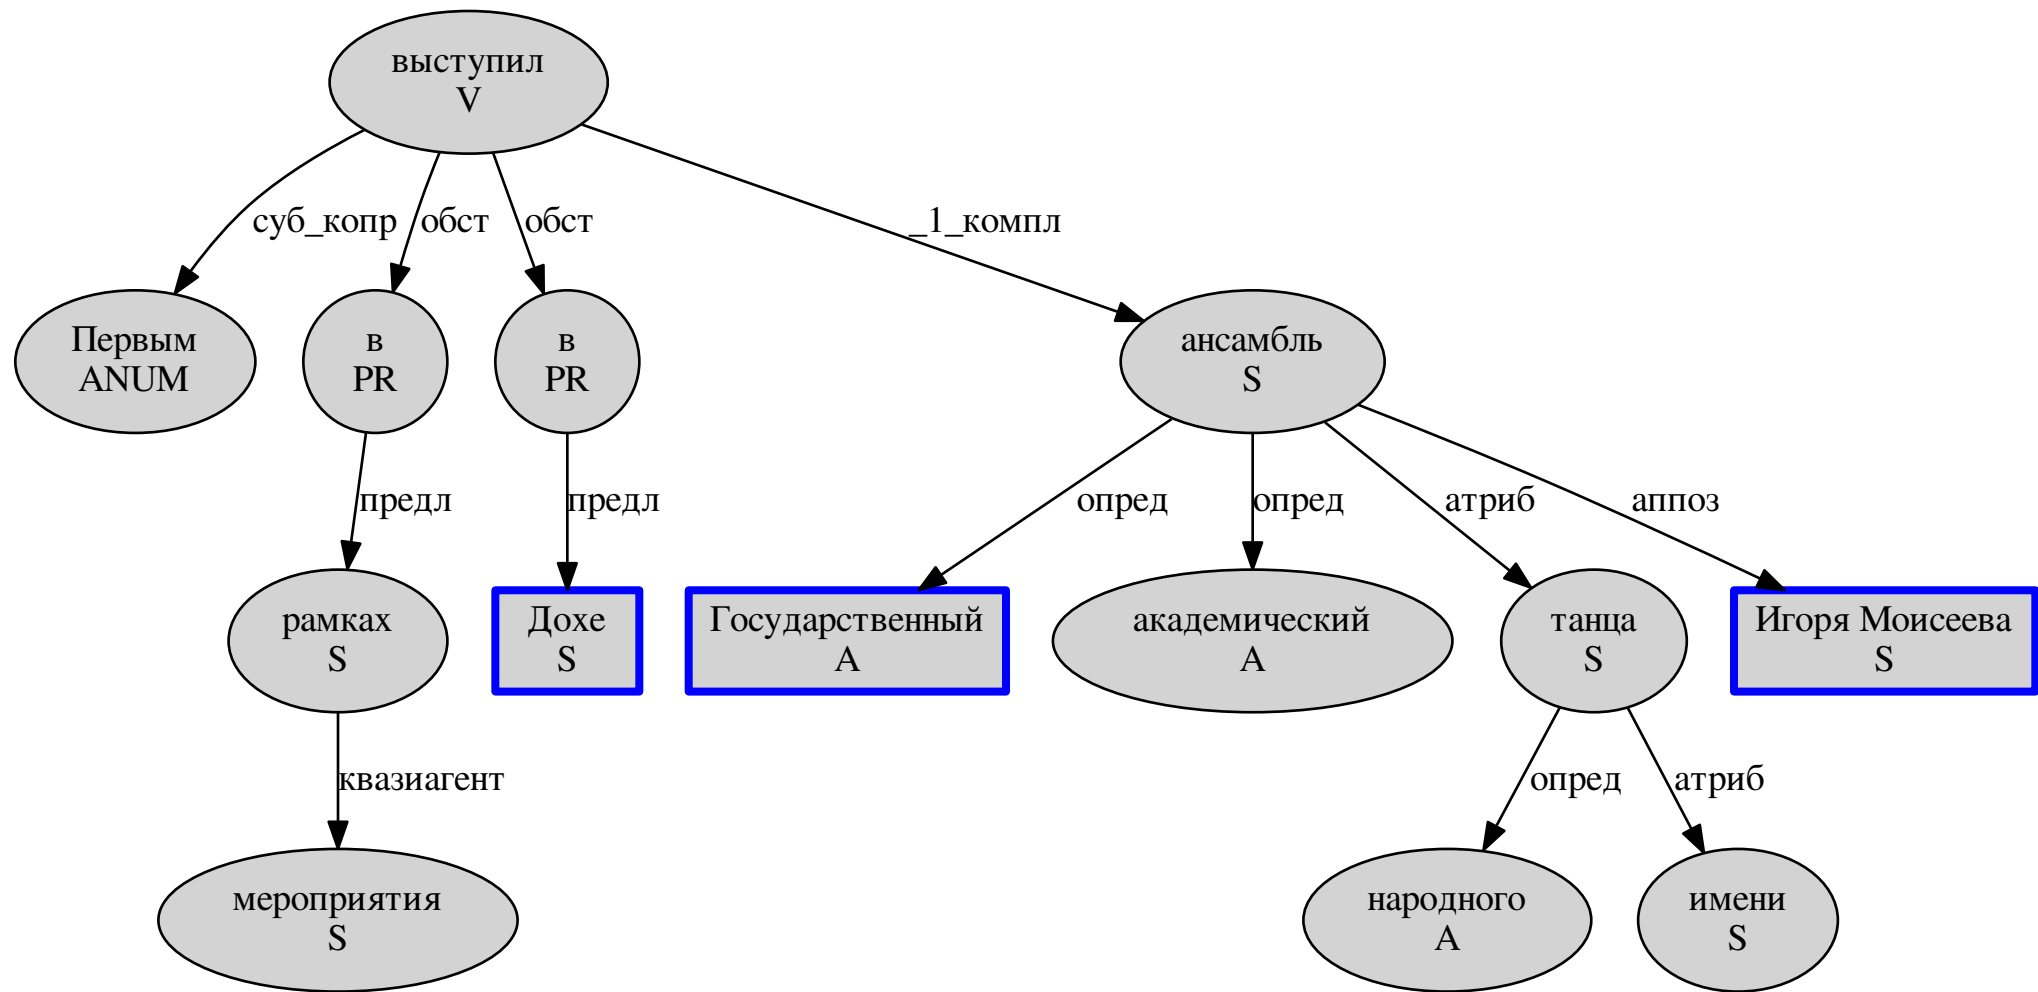 выступил
V
суб_копр
обст
обст
_1_компл
Первым
ANUM
в
PR
в
PR
ансамбль
S
предл
предл
опред
опред
атриб
аппоз
рамках
S
Дохе
S
Государственный
A
академический
A
танца
S
Игоря Моисеева
S
квазиагент
опред
атриб
мероприятия
S
народного
A
имени
S